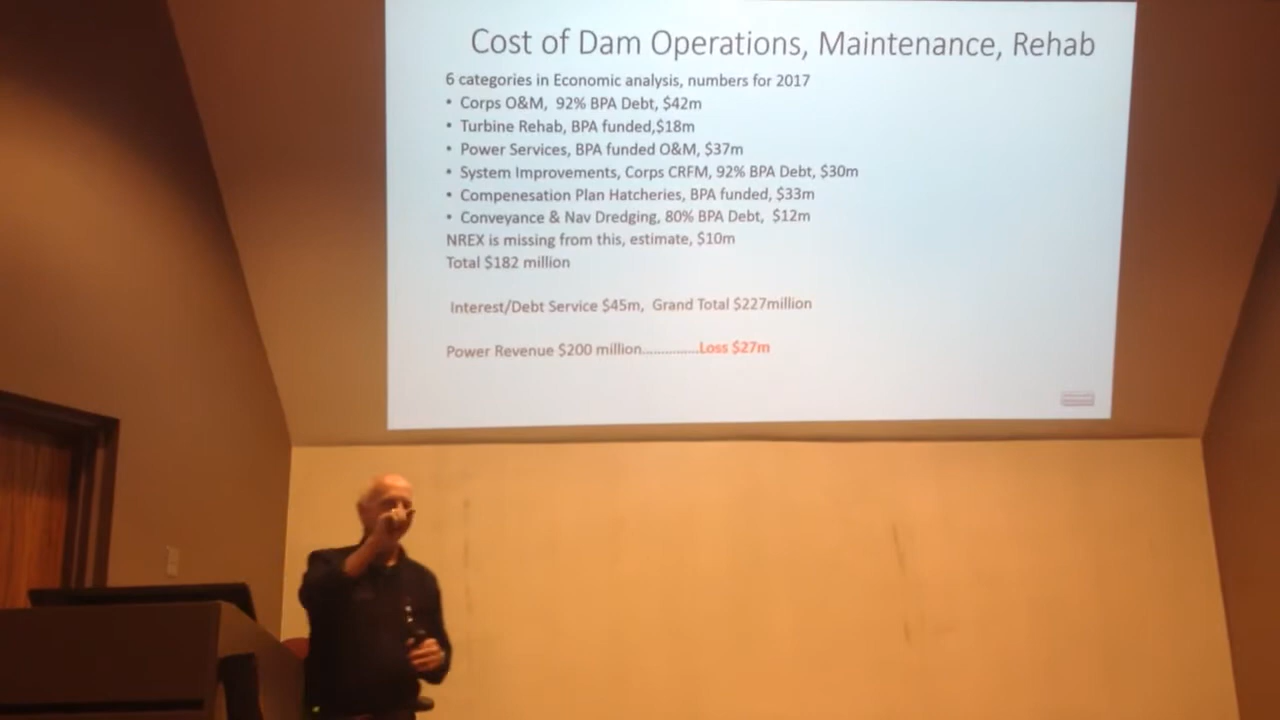 Cost of Dam Operations, Maintenance, Rehab
6 categories in Economic analysis, numbers for 2017
• Corps O&M, 92% BPA Debt, $42m
• Turbine Rehab, BPA funded,$18m
• Power Services, BPA funded O&M, $37m
• System Improvements, Corps CRFM, 92% BPA Debt, $30m
• Compenesation Plan Hatcheries, BPA funded, $33m
• Conveyance & Nav Dredging, 80% BPA Debt, $12m
NREX is missing from this, estimate, $10m
Total $182 million
Interest/Debt Service $45m, Grand Total $227million
Power Revenue $200 million...............Loss $27m